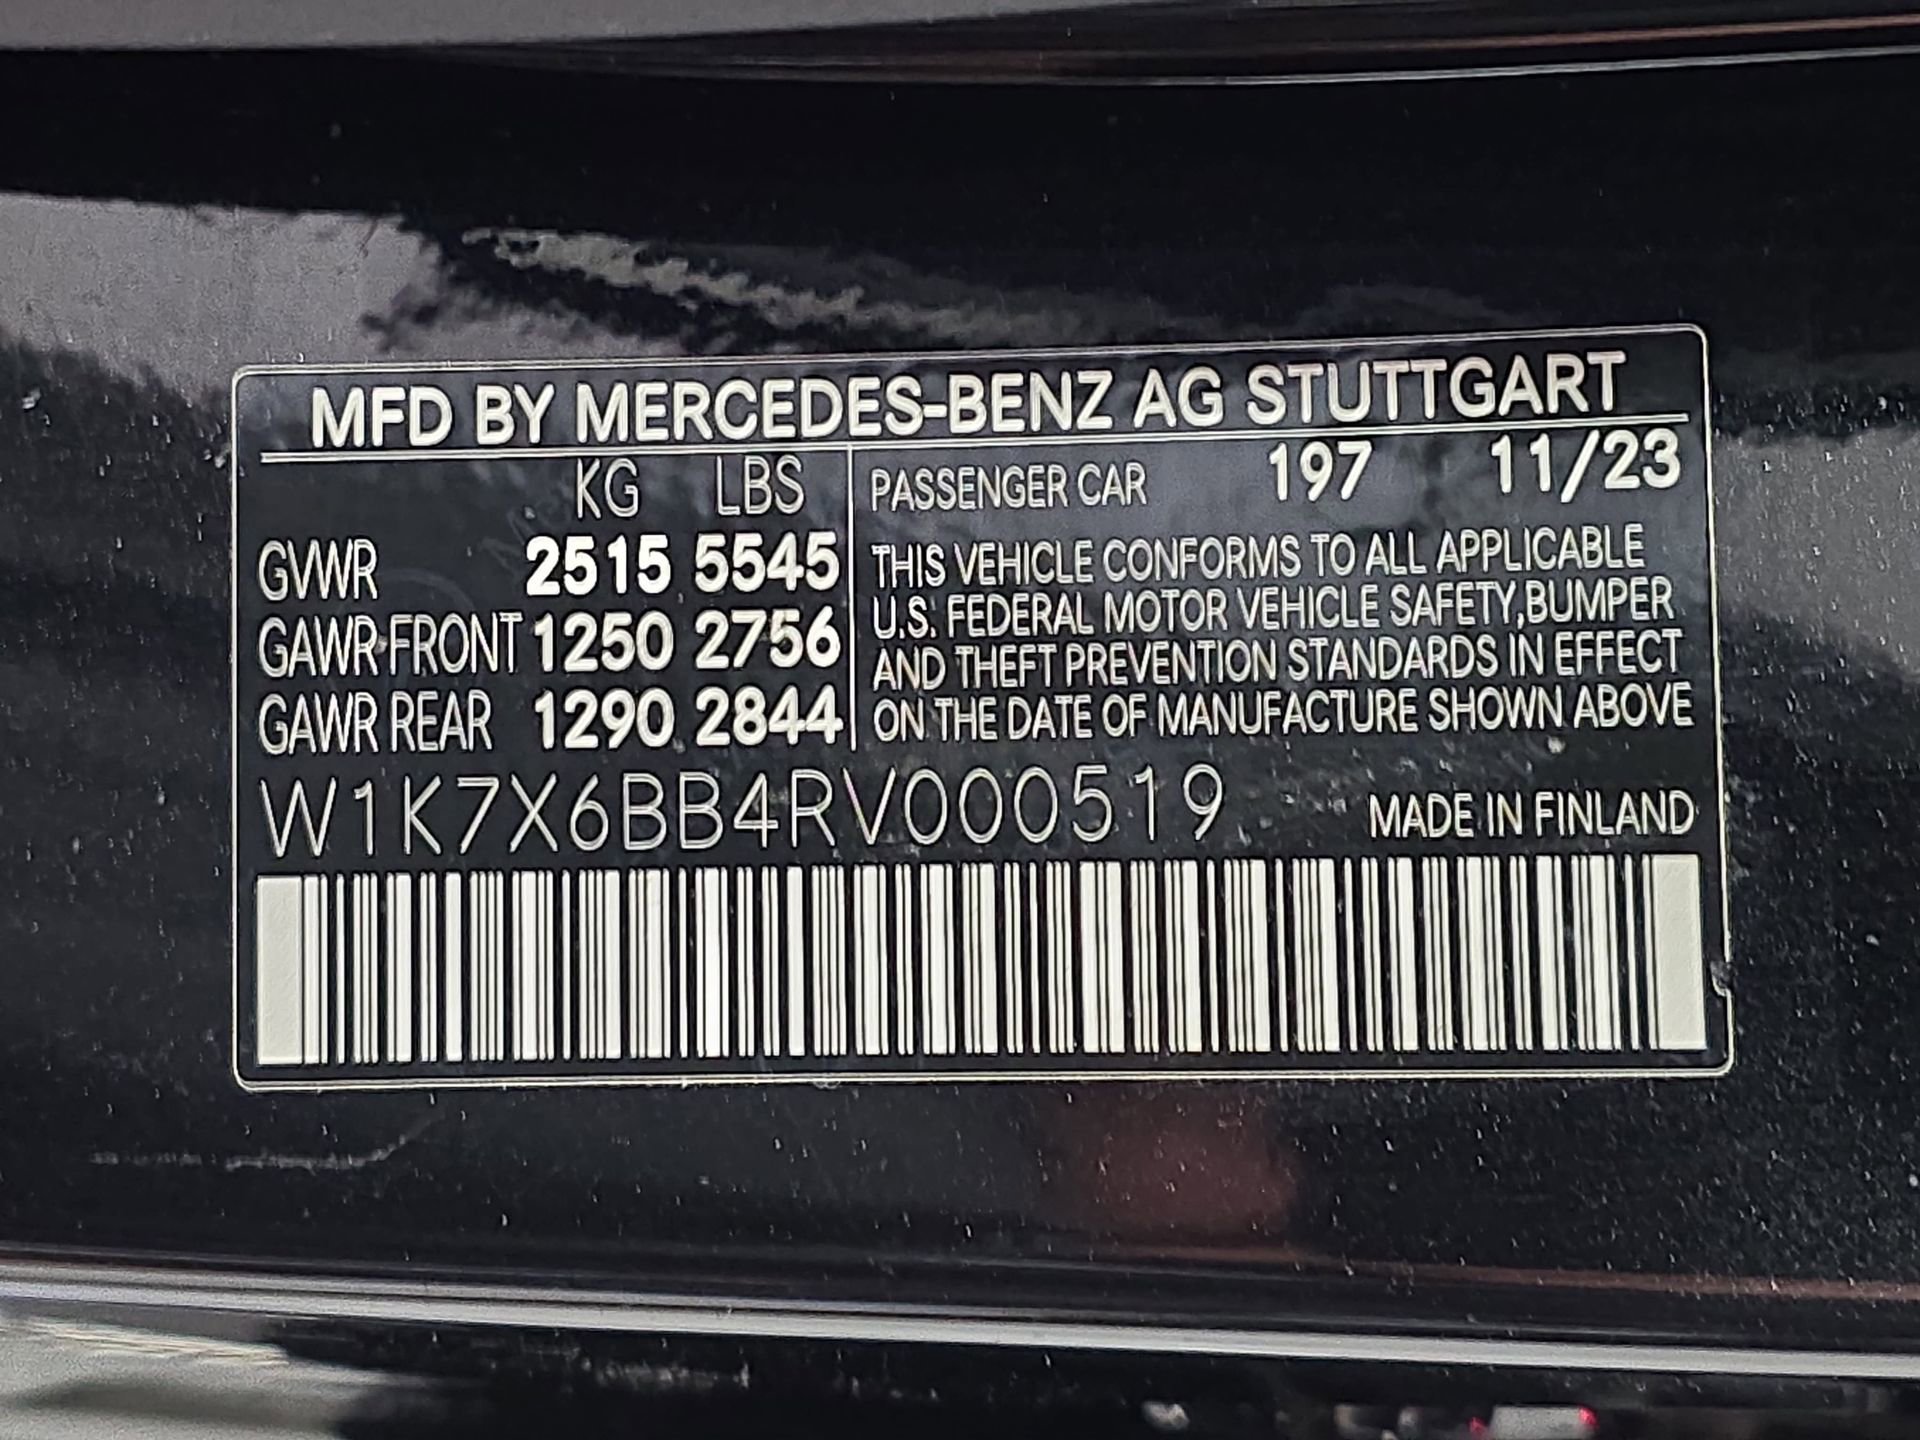 MFD BY MERCEDES-BENZ AG STUTTGART
KG LBS
GVWR 2515 5545
GAWR FRONT 1250 2756
GAWR REAR 1290 2844
PASSENGER CAR 197 11/23
THIS VEHICLE CONFORMS TO ALL APPLICABLE
U.S. FEDERAL MOTOR VEHICLE SAFETY,BUMPER
AND THEFT PREVENTION STANDARDS IN EFFECT
ON THE DATE OF MANUFACTURE SHOWN ABOVE
W1K7X6BB4RV000519 MADE IN FINLAND